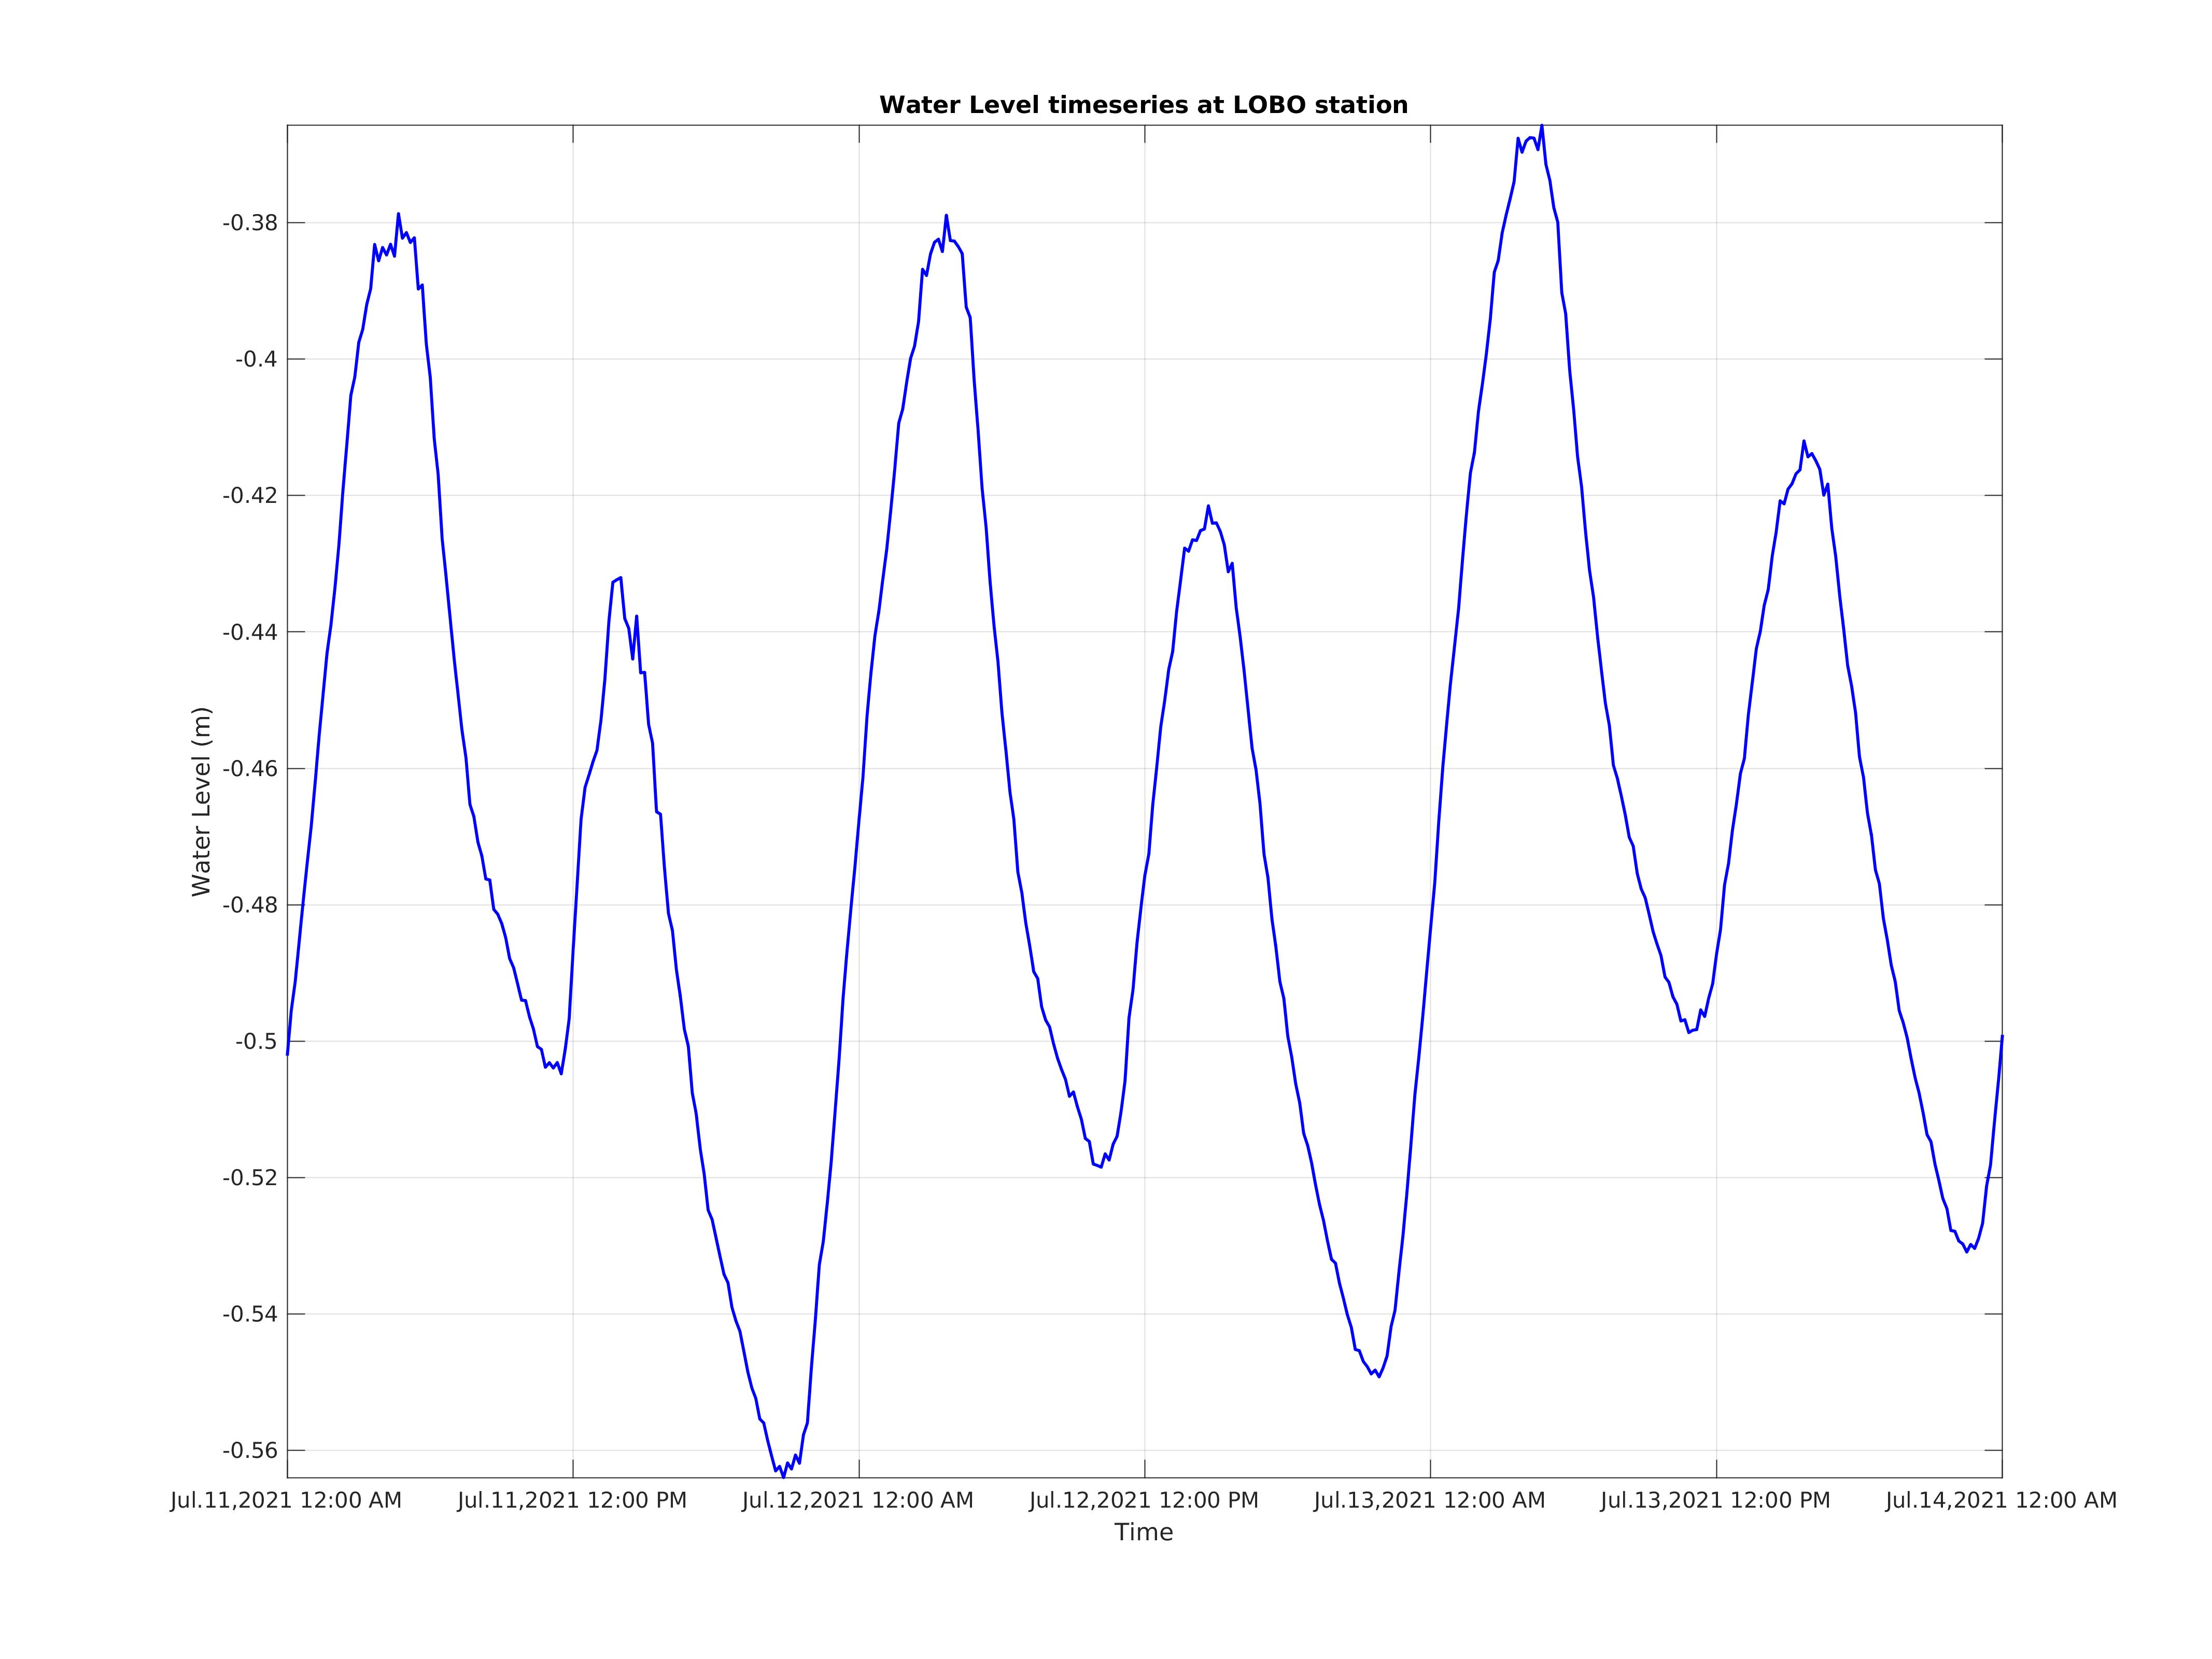 Water Level timeseries at LOBO station
-0.38
-0.4
-0.42
-0.44
-0.46
-0.48
-0.5
-0.52
-0.54
-0.56
Water Level (m)
Jul.11,2021 12:00 AM Jul.11,2021 12:00 PM Jul.12,2021 12:00 AM Jul.12,2021 12:00 PM Jul.13,2021 12:00 AM Jul.13,2021 12:00 PM Jul.14,2021 12:00 AM
Time